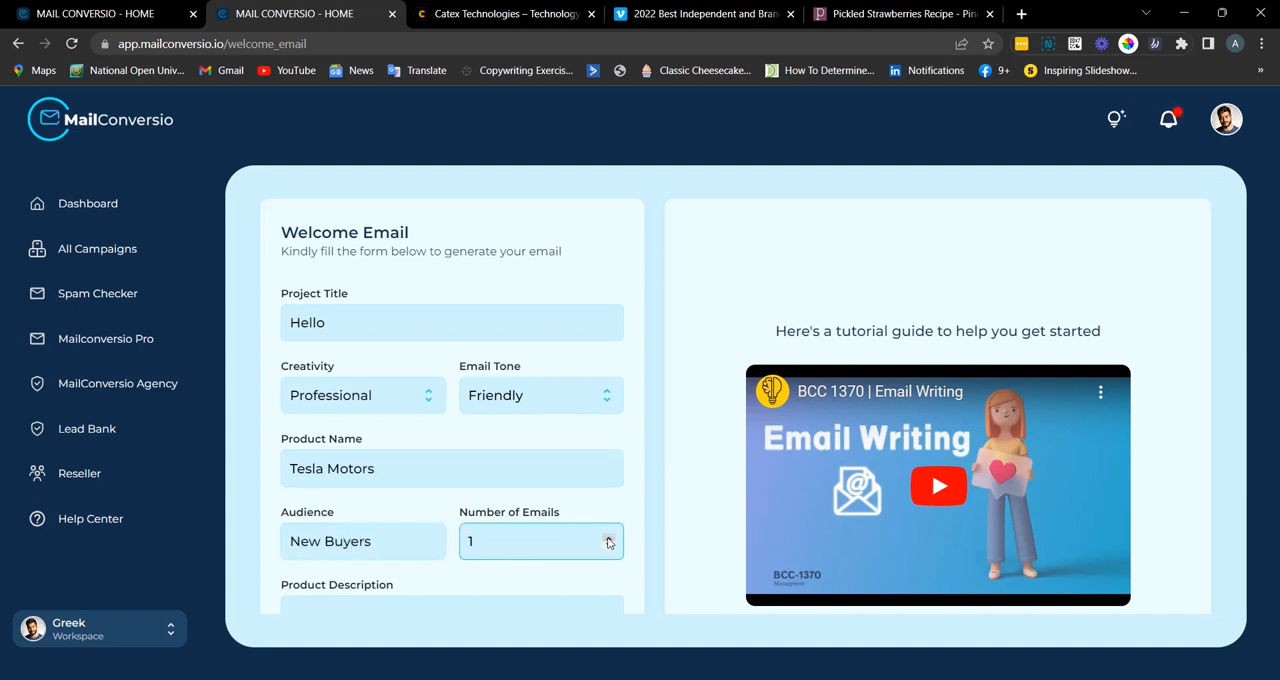 MAIL CONVERSIO - HOME
MAIL CONVERSIO - HOME
Catex Technologies – Technology
2022 Best Independent and Bran
Pickled Strawberries Recipe - Pin
app.mailconversio.io/welcome_email
A
Maps
National Open Univ...
Gmail
YouTube
News
Translate
Copywriting Exercis...
Classic Cheesecake...
How To Determine...
Notifications
9+
Inspiring Slideshow...
MailConversio
Dashboard
All Campaigns
Spam Checker
Mailconversio Pro
MailConversio Agency
Lead Bank
Reseller
Help Center
Greek
Workspace
Welcome Email
Kindly fill the form below to generate your email
Project Title
Hello
Creativity
Email Tone
Professional
Friendly
Product Name
Tesla Motors
Audience
Number of Emails
New Buyers
1
Product Description
Here's a tutorial guide to help you get started
BCC 1370 | Email Writing
Email Writing
BCC-1370
Management